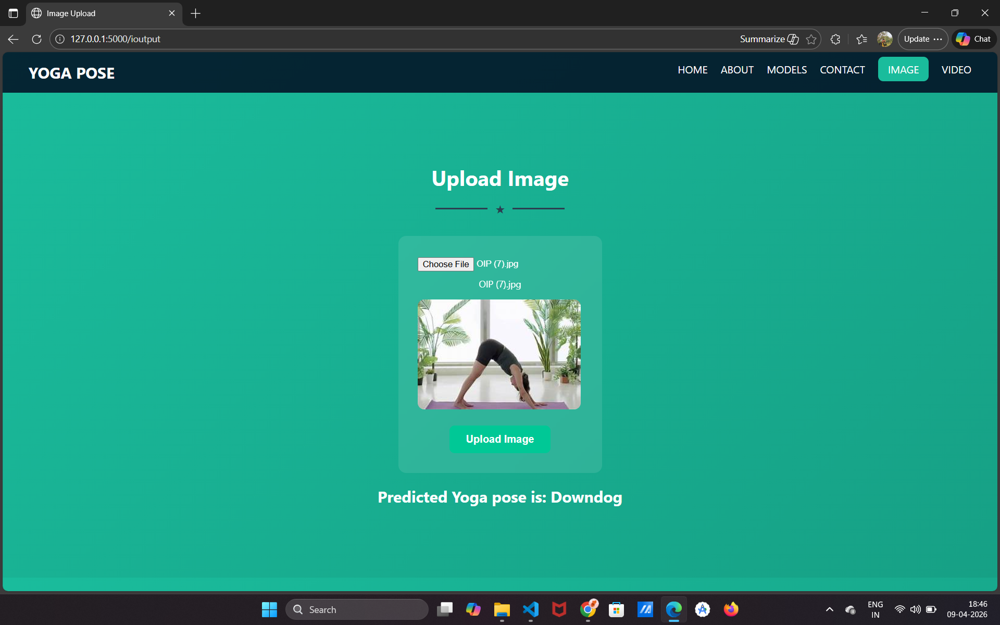 Image Upload
127.0.0.1:5000/ioutput
Summarize
Update
Chat
YOGA POSE
HOME ABOUT MODELS CONTACT IMAGE VIDEO
Upload Image
Choose File OIP (7).jpg
OIP (7).jpg
Upload Image
Predicted Yoga pose is: Downdog
Search
ENG
IN
18:46
09-04-2026